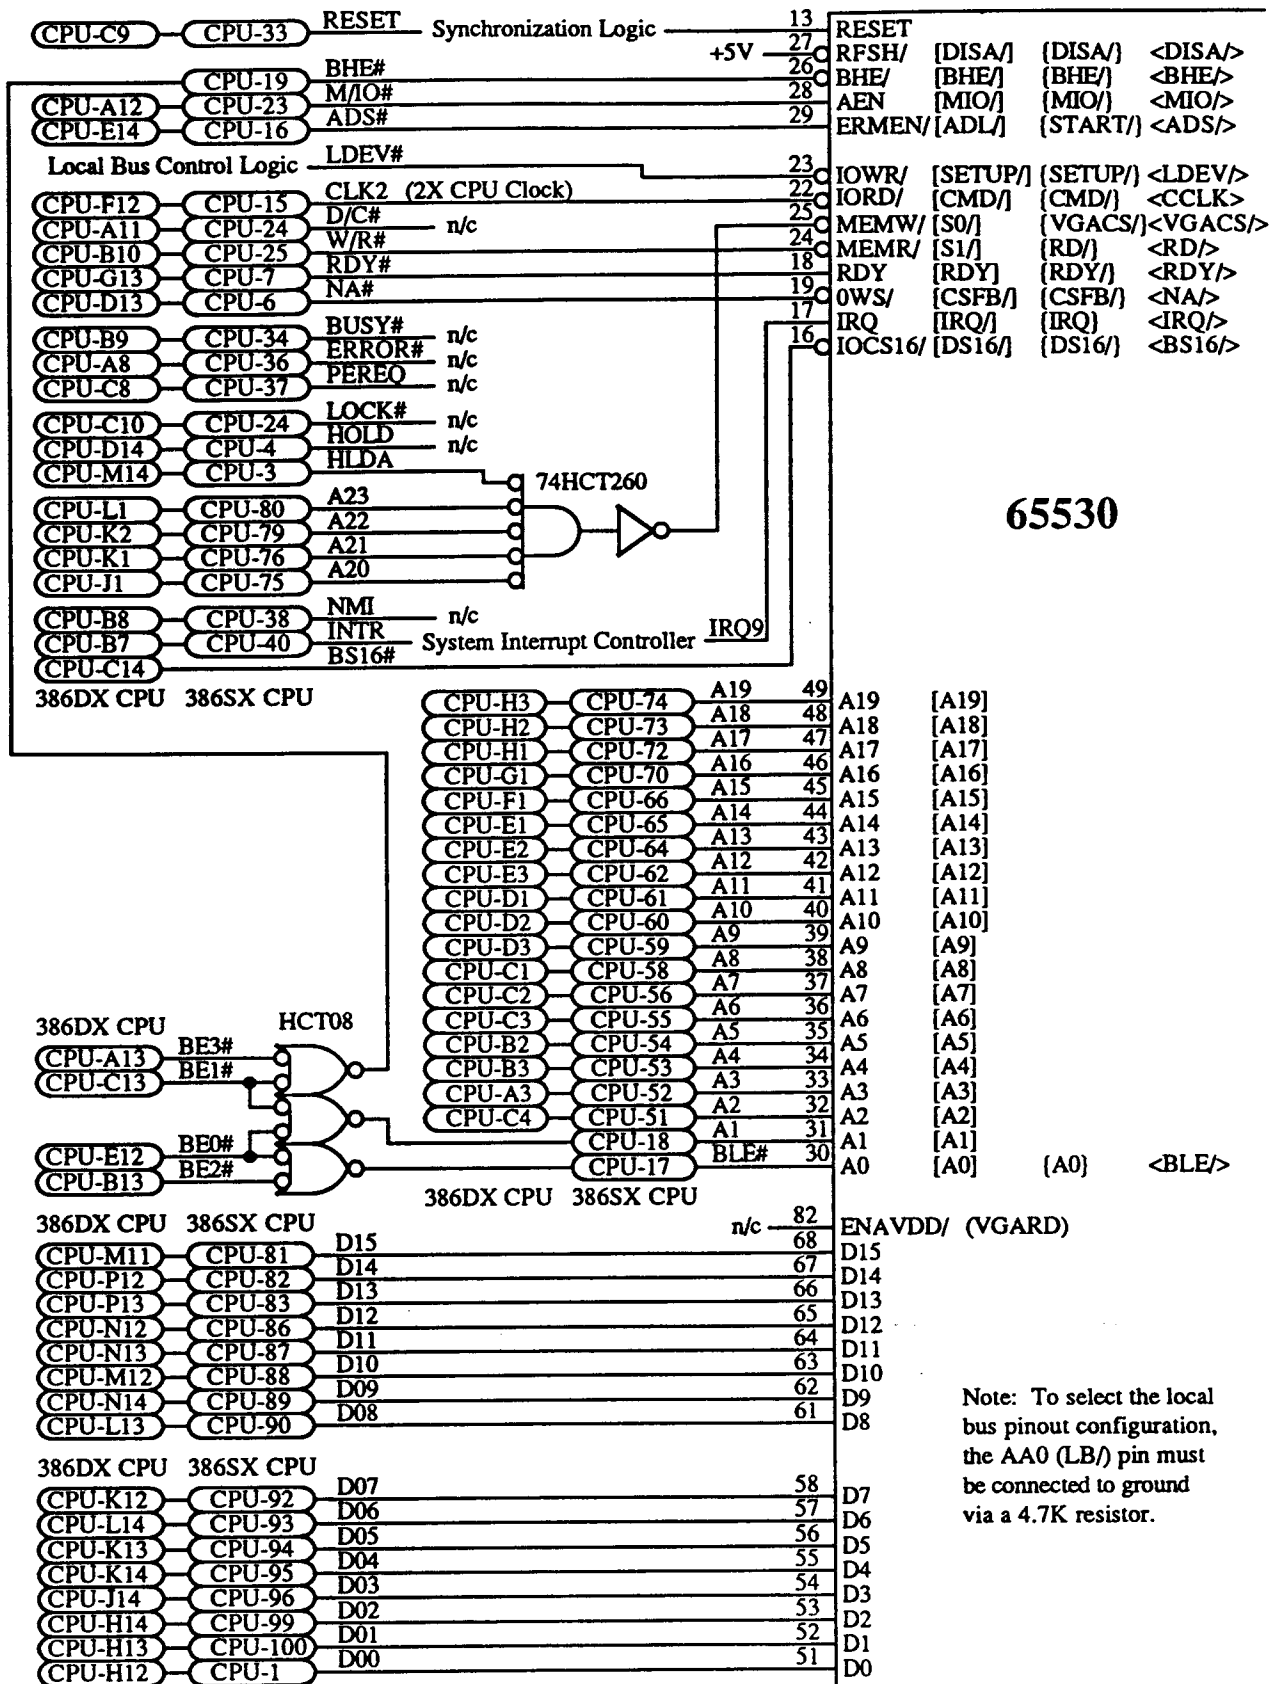 CPU-C9 CPU-33 RESET Synchronization Logic 13 RESET
+5V 27 RFSH/ [DISA/] {DISA/} <DISA/>
CPU-19 BHE# 26 BHE/ [BHE/] {BHE/} <BHE/>
CPU-A12 CPU-23 M/IO# 28 AEN [MIO/] {MIO/} <MIO/>
CPU-E14 CPU-16 ADS# 29 ERMEN/ [ADL/] {START/} <ADS/>
Local Bus Control Logic LDEV# 23 IOWR/ [SETUP/] {SETUP/} <LDEV/>
CPU-F12 CPU-15 CLK2 (2X CPU Clock) 22 IORD/ [CMD/] {CMD/} <CCLK>
CPU-A11 CPU-24 D/C# n/c 25 MEMW/ [S0/] {VGACS/} <VGACS/>
CPU-B10 CPU-25 W/R# 24 MEMR/ [S1/] {RD/} <RD/>
CPU-G13 CPU-7 RDY# 18 RDY [RDY] {RDY/} <RDY/>
CPU-D13 CPU-6 NA# 19 0WS/ [CSFB/] {CSFB/} <NA/>
CPU-B9 CPU-34 BUSY# n/c 17 IRQ [IRQ/] {IRQ} <IRQ/>
CPU-A8 CPU-36 ERROR# n/c 16 IOCS16/ [DS16/] {DS16/} <BS16/>
CPU-C8 CPU-37 PEREQ n/c
CPU-C10 CPU-24 LOCK# n/c
CPU-D14 CPU-4 HOLD n/c
CPU-M14 CPU-3 HLDA 74HCT260
CPU-L1 CPU-80 A23 65530
CPU-K2 CPU-79 A22
CPU-K1 CPU-76 A21
CPU-J1 CPU-75 A20
CPU-B8 CPU-38 NMI n/c
CPU-B7 CPU-40 INTR System Interrupt Controller IRQ9
CPU-C14 BS16#
386DX CPU 386SX CPU
CPU-H3 CPU-74 A19 49 A19 [A19]
CPU-H2 CPU-73 A18 48 A18 [A18]
CPU-H1 CPU-72 A17 47 A17 [A17]
CPU-G1 CPU-70 A16 46 A16 [A16]
CPU-F1 CPU-66 A15 45 A15 [A15]
CPU-E1 CPU-65 A14 44 A14 [A14]
CPU-E2 CPU-64 A13 43 A13 [A13]
CPU-E3 CPU-62 A12 42 A12 [A12]
CPU-D1 CPU-61 A11 41 A11 [A11]
CPU-D2 CPU-60 A10 40 A10 [A10]
CPU-D3 CPU-59 A9 39 A9 [A9]
CPU-C1 CPU-58 A8 38 A8 [A8]
CPU-C2 CPU-56 A7 37 A7 [A7]
CPU-C3 CPU-55 A6 36 A6 [A6]
386DX CPU HCT08
CPU-B2 CPU-54 A5 35 A5 [A5]
CPU-A13 BE3# CPU-B3 CPU-53 A4 34 A4 [A4]
CPU-C13 BE1# CPU-A3 CPU-52 A3 33 A3 [A3]
CPU-C4 CPU-51 A2 32 A2 [A2]
CPU-18 A1 31 A1 [A1]
CPU-E12 BE0# CPU-17 BLE# 30 A0 [A0] {A0} <BLE/>
CPU-B13 BE2#
386DX CPU 386SX CPU
386DX CPU 386SX CPU n/c 82 ENAVDD/ (VGARD)
CPU-M11 CPU-81 D15 68 D15
CPU-P12 CPU-82 D14 67 D14
CPU-P13 CPU-83 D13 66 D13
CPU-N12 CPU-86 D12 65 D12
CPU-N13 CPU-87 D11 64 D11
CPU-M12 CPU-88 D10 63 D10
CPU-N14 CPU-89 D09 62 D9
CPU-L13 CPU-90 D08 61 D8
Note: To select the local
bus pinout configuration,
the AA0 (LB/) pin must
be connected to ground
via a 4.7K resistor.
386DX CPU 386SX CPU
CPU-K12 CPU-92 D07 58 D7
CPU-L14 CPU-93 D06 57 D6
CPU-K13 CPU-94 D05 56 D5
CPU-K14 CPU-95 D04 55 D4
CPU-J14 CPU-96 D03 54 D3
CPU-H14 CPU-99 D02 53 D2
CPU-H13 CPU-100 D01 52 D1
CPU-H12 CPU-1 D00 51 D0